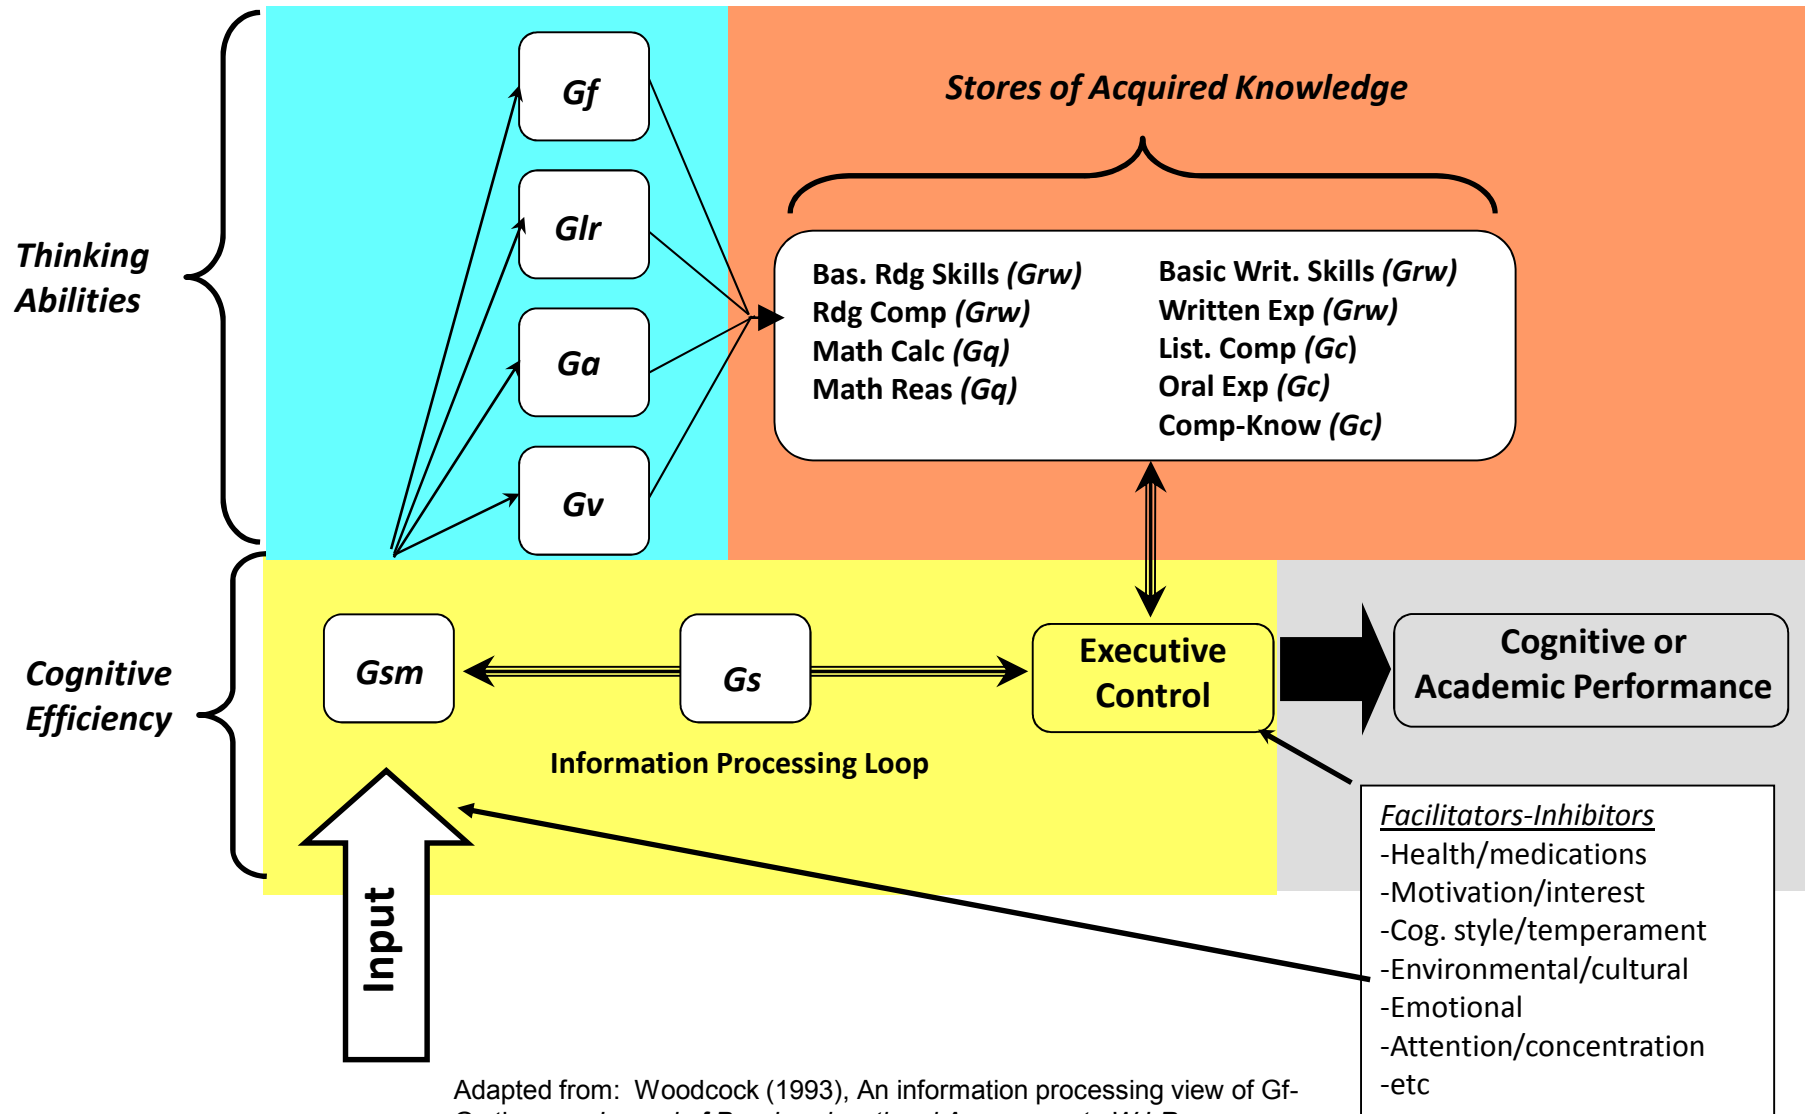 Thinking
Abilities
Gf
Glr
Ga
Gv
Stores of Acquired Knowledge
Bas. Rdg Skills (Grw)
Rdg Comp (Grw)
Math Calc (Gq)
Math Reas (Gq)
Basic Writ. Skills (Grw)
Written Exp (Grw)
List. Comp (Gc)
Oral Exp (Gc)
Comp-Know (Gc)
Cognitive
Efficiency
Gsm
Gs
Executive
Control
Cognitive or
Academic Performance
Information Processing Loop
Input
Facilitators-Inhibitors
-Health/medications
-Motivation/interest
-Cog. style/temperament
-Environmental/cultural
-Emotional
-Attention/concentration
-etc
Adapted from: Woodcock (1993), An information processing view of Gf-